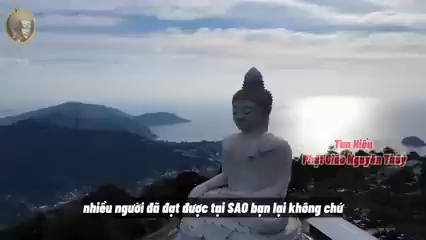 Tìm Hiểu
Phật Giáo Nguyên Thủy
nhiều người đã đạt được tại SAO bạn lại không chứ